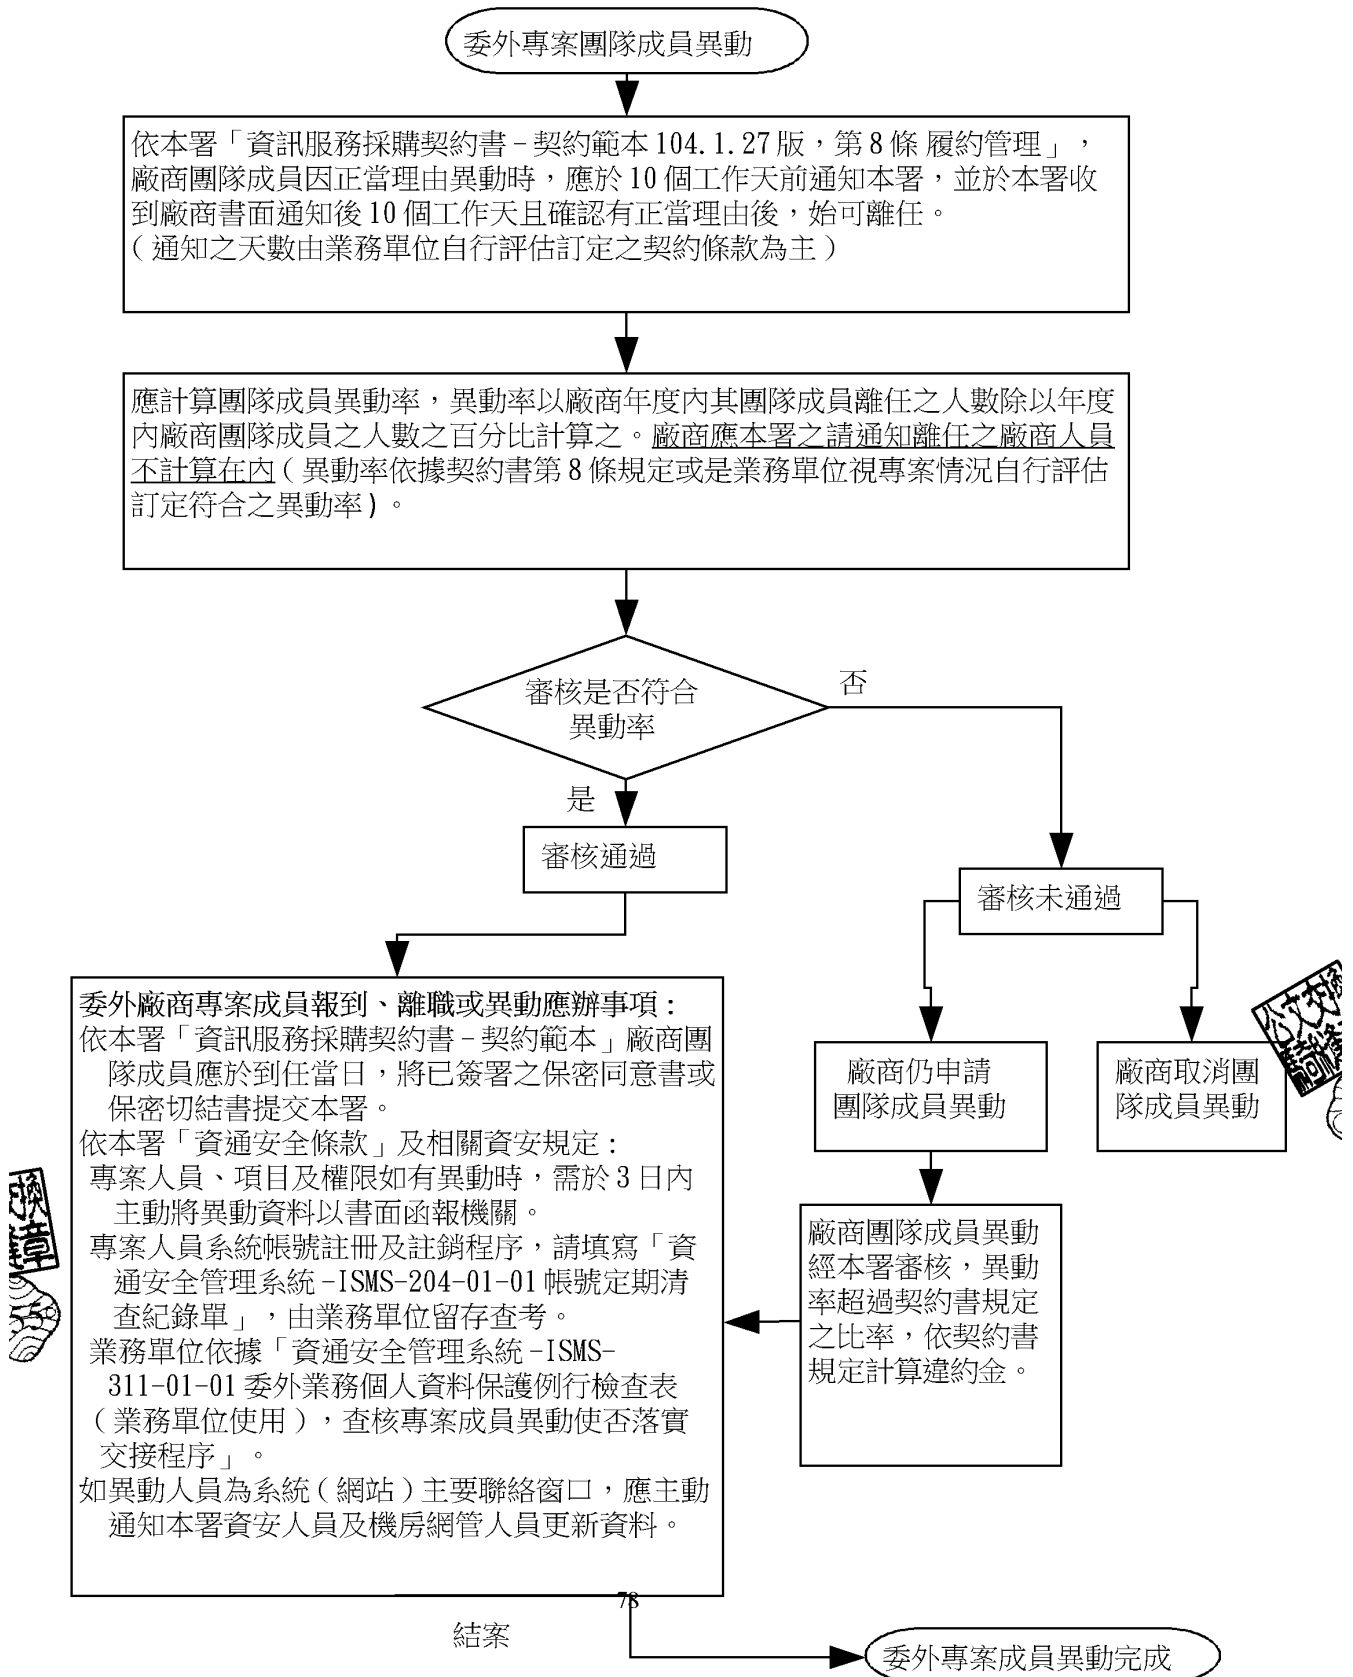 委外專案團隊成員異動
依本署「資訊服務採購契約書－契約範本104.1.27版，第8條 履約管理」，
廠商團隊成員因正當理由異動時，應於10個工作天前通知本署，並於本署收
到廠商書面通知後10個工作天且確認有正當理由後，始可離任。
（通知之天數由業務單位自行評估訂定之契約條款為主）
應計算團隊成員異動率，異動率以廠商年度內其團隊成員離任之人數除以年度
內廠商團隊成員之人數之百分比計算之。廠商應本署之請通知離任之廠商人員
不計算在內（異動率依據契約書第8條規定或是業務單位視專案情況自行評估
訂定符合之異動率）。
審核是否符合
異動率
否
是
審核通過
審核未通過
委外廠商專案成員報到、離職或異動應辦事項：
依本署「資訊服務採購契約書－契約範本」廠商團
隊成員應於到任當日，將已簽署之保密同意書或
保密切結書提交本署。
依本署「資通安全條款」及相關資安規定：
專案人員、項目及權限如有異動時，需於3日內
主動將異動資料以書面函報機關。
專案人員系統帳號註冊及註銷程序，請填寫「資
通安全管理系統-ISMS-204-01-01帳號定期清
查紀錄單」，由業務單位留存查考。
業務單位依據「資通安全管理系統-ISMS-
311-01-01委外業務個人資料保護例行檢查表
（業務單位使用），查核專案成員異動使否落實
交接程序」。
如異動人員為系統（網站）主要聯絡窗口，應主動
通知本署資安人員及機房網管人員更新資料。
廠商仍申請
團隊成員異動
廠商取消團
隊成員異動
廠商團隊成員異動
經本署審核，異動
率超過契約書規定
之比率，依契約書
規定計算違約金。
78
結案
委外專案成員異動完成